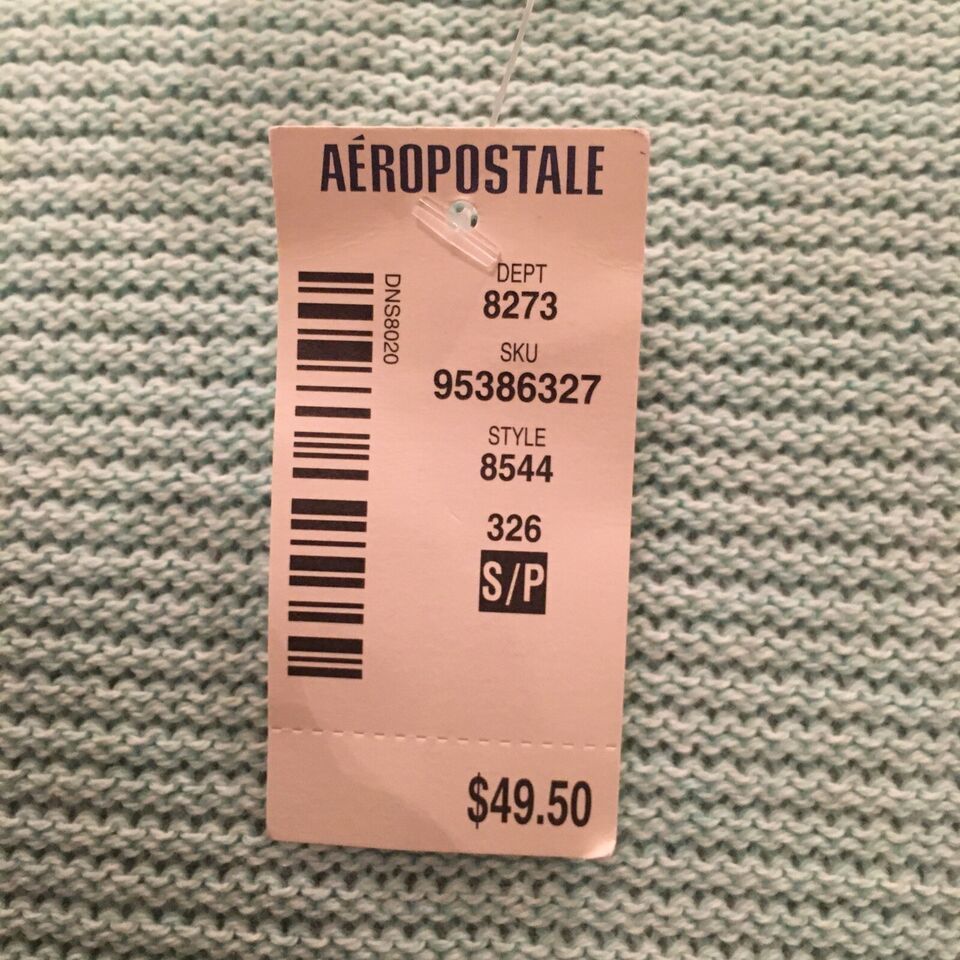 AÉROPOSTALE
DNS8020
DEPT
8273
SKU
95386327
STYLE
8544
326
S/P
$49.50